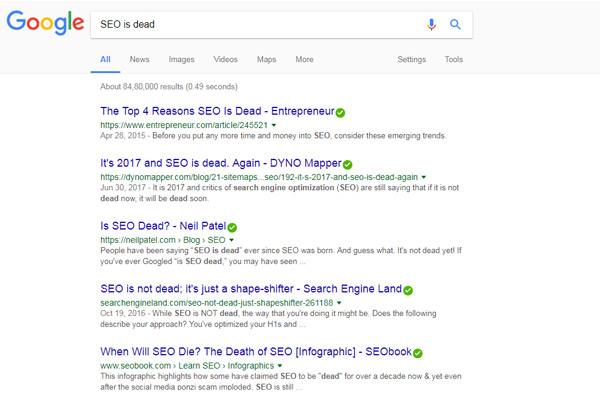 Google
SEO is dead
All News Images Videos Maps More Settings Tools
About 84,80,000 results (0.49 seconds)
The Top 4 Reasons SEO Is Dead - Entrepreneur
https://www.entrepreneur.com/article/245521
Apr 28, 2015 - Before you put any more time and money into SEO, consider these emerging trends.
It's 2017 and SEO is dead. Again - DYNO Mapper
https://dynomapper.com/blog/21-sitemaps...seo/192-it-s-2017-and-seo-is-dead-again
Jun 30, 2017 - It is 2017 and critics of search engine optimization (SEO) are still saying that if it is not
dead now, it will be dead soon.
Is SEO Dead? - Neil Patel
https://neilpatel.com › Blog › SEO
People have been saying "SEO is dead" ever since SEO was born. And guess what. It's not dead yet! If
you've ever Googled “is SEO dead,” you may have seen ...
SEO is not dead; it's just a shape-shifter - Search Engine Land
searchengineland.com/seo-not-dead-just-shapeshifter-261188
Oct 19, 2016 - While SEO is NOT dead, the way that you're doing it might be. Does the following
describe your approach? You've optimized your H1s and ...
When Will SEO Die? The Death of SEO [Infographic] - SEObook
www.seobook.com › Learn SEO › Infographics
This infographic highlights how some have claimed SEO to be "dead" for over a decade now & yet even
after the social media ponzi scam imploded. SEO is still ...